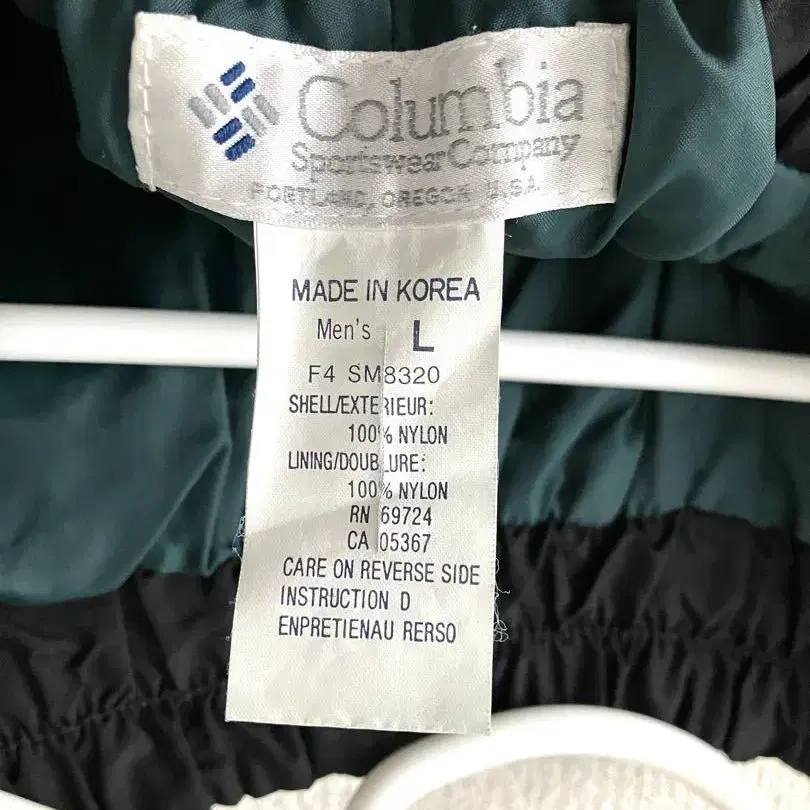 Columbia
Sportswear Company
PORTLAND, OREGON U.S.A.
MADE IN KOREA
Men's L
F4 SM8320
SHELL/EXTERIEUR:
100% NYLON
LINING/DOUBLURE:
100% NYLON
RN 69724
CA 05367
CARE ON REVERSE SIDE
INSTRUCTION D
ENPRETIENAU RERSO